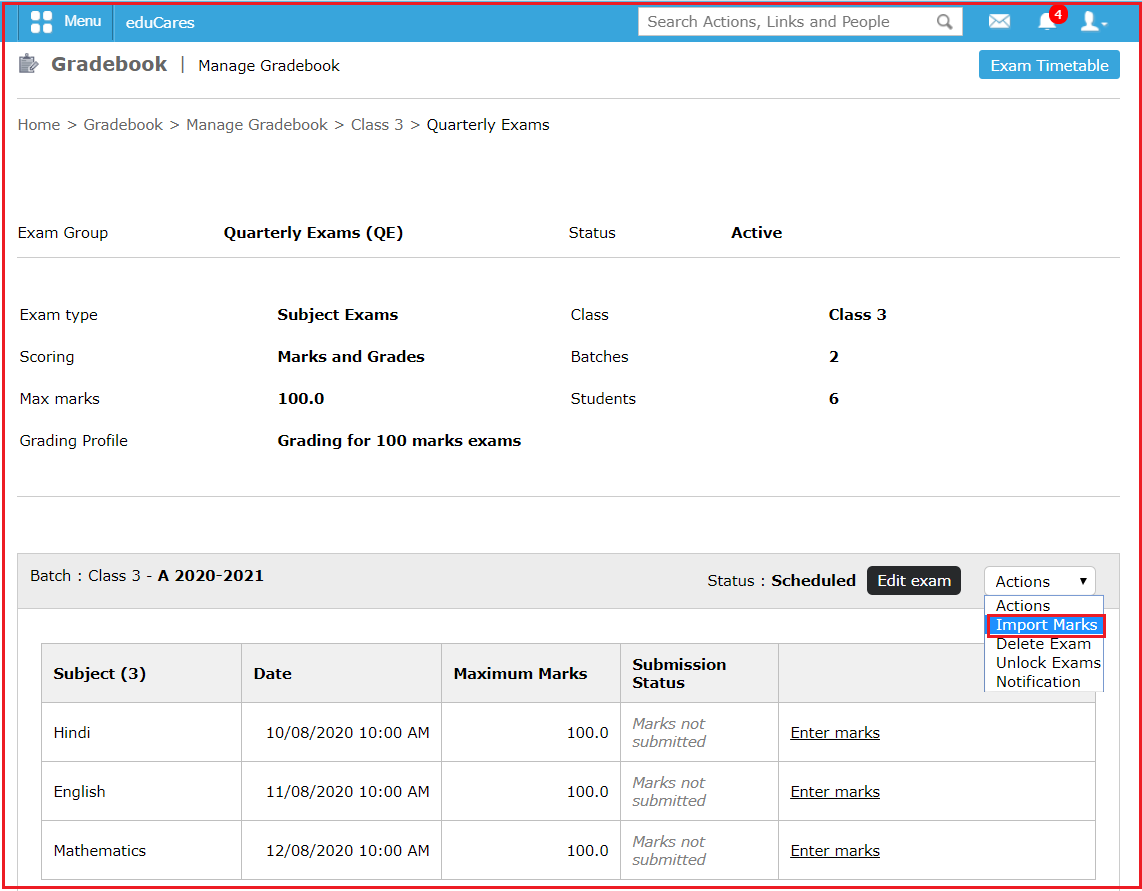 Menu eduCares Search Actions, Links and People 4
Gradebook | Manage Gradebook Exam Timetable
Home > Gradebook > Manage Gradebook > Class 3 > Quarterly Exams
Exam Group Quarterly Exams (QE) Status Active
Exam type Subject Exams Class Class 3
Scoring Marks and Grades Batches 2
Max marks 100.0 Students 6
Grading Profile Grading for 100 marks exams
Batch : Class 3 - A 2020-2021 Status : Scheduled Edit exam Actions
Actions
Import Marks
Delete Exam
Unlock Exams
Notification
Subject (3) Date Maximum Marks Submission
Status
Hindi 10/08/2020 10:00 AM 100.0 Marks not
submitted Enter marks
English 11/08/2020 10:00 AM 100.0 Marks not
submitted Enter marks
Mathematics 12/08/2020 10:00 AM 100.0 Marks not
submitted Enter marks